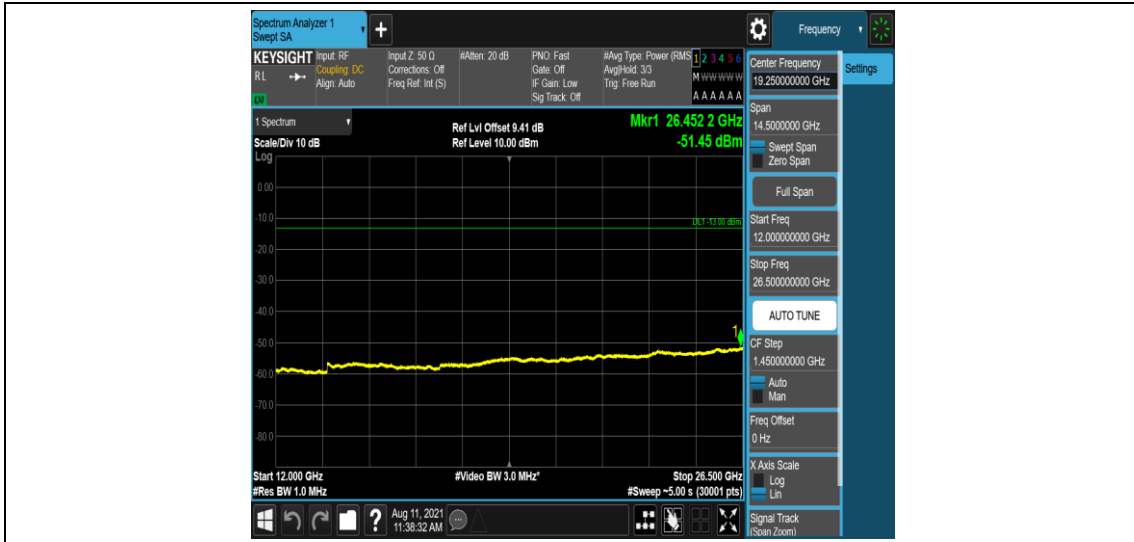 Spectrum Analyzer 1
Swept SA
+
Frequency
KEYSIGHT
RL
Input: RF
Coupling: DC
Align: Auto
Input Z: 50 Ω
Corrections: Off
Freq Ref: Int (S)
#Atten: 20 dB
PNO: Fast
Gate: Off
IF Gain: Low
Sig Track: Off
#Avg Type: Power (RMS
Avg|Hold: 3/3
Trig: Free Run
1 2 3 4 5 6
M W W W W W
A A A A A A
1 Spectrum
Scale/Div 10 dB
Log
Ref Lvl Offset 9.41 dB
Ref Level 10.00 dBm
Mkr1 26.452 2 GHz
-51.45 dBm
0.00
-10.0
DL1 -13.00 dBm
-20.0
-30.0
-40.0
1
-50.0
-60.0
-70.0
-80.0
Start 12.000 GHz
#Res BW 1.0 MHz
#Video BW 3.0 MHz*
Stop 26.500 GHz
#Sweep ~5.00 s (30001 pts)
?
Aug 11, 2021
11:38:32 AM
Center Frequency
19.250000000 GHz
Settings
Span
14.5000000 GHz
Swept Span
Zero Span
Full Span
Start Freq
12.000000000 GHz
Stop Freq
26.500000000 GHz
AUTO TUNE
CF Step
1.450000000 GHz
Auto
Man
Freq Offset
0 Hz
X Axis Scale
Log
Lin
Signal Track
(Span Zoom)